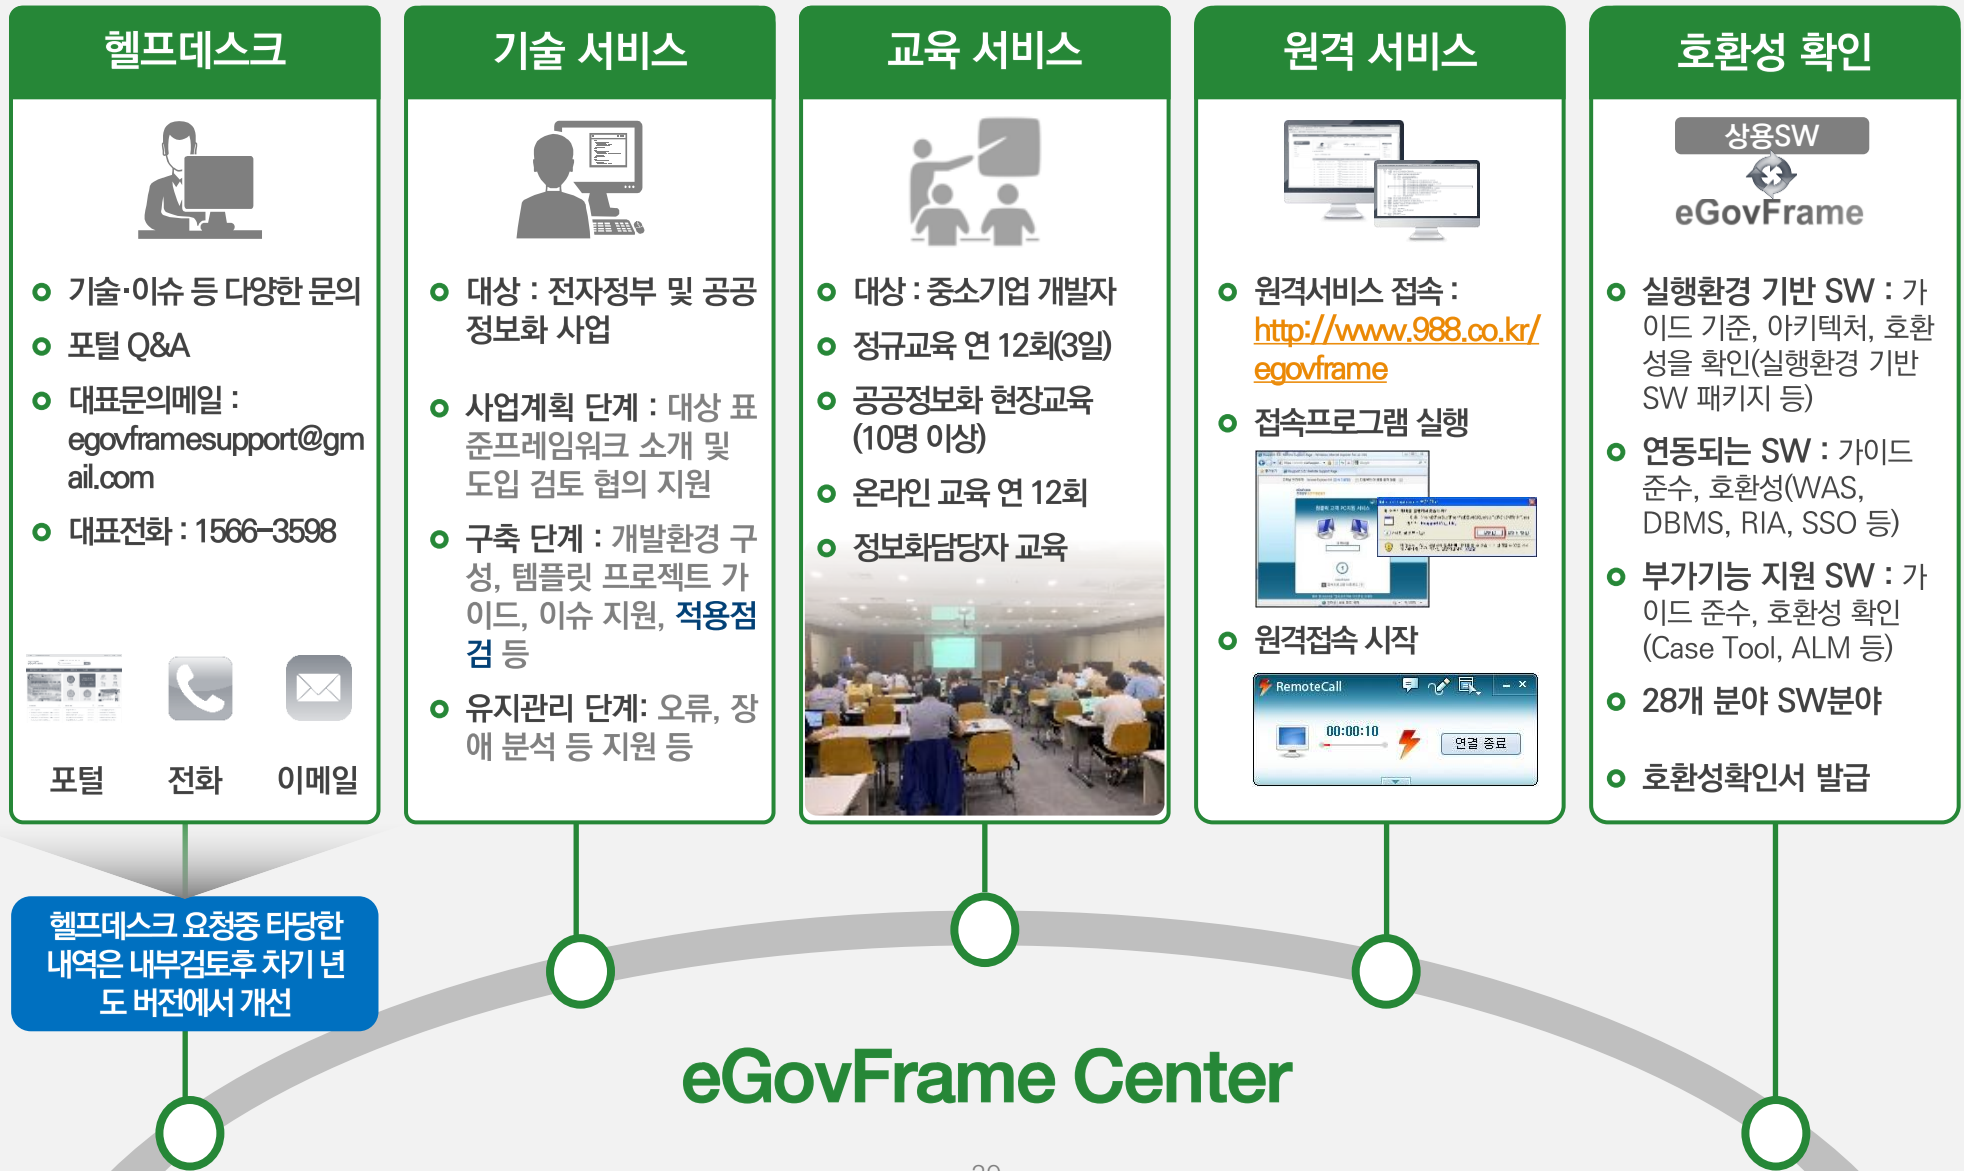 헬프데스크
기술·이슈 등 다양한 문의
포털 Q&A
대표문의메일 :
egovframesupport@gm
ail.com
대표전화 : 1566-3598
포털
전화
이메일
헬프데스크 요청중 타당한
내역은 내부검토후 차기 년
도 버전에서 개선
기술 서비스
대상 : 전자정부 및 공공
정보화 사업
사업계획 단계 : 대상 표
준프레임워크 소개 및
도입 검토 협의 지원
구축 단계 : 개발환경 구
성, 템플릿 프로젝트 가
이드, 이슈 지원, 적용점
검 등
유지관리 단계: 오류, 장
애 분석 등 지원 등
교육 서비스
대상 : 중소기업 개발자
정규교육 연 12회(3일)
공공정보화 현장교육
(10명 이상)
온라인 교육 연 12회
정보화담당자 교육
원격 서비스
원격서비스 접속 :
http://www.988.co.kr/
egovframe
접속프로그램 실행
원격접속 시작
RemoteCall
00:00:10
연결 종료
호환성 확인
상용SW
eGovFrame
실행환경 기반 SW : 가
이드 기준, 아키텍처, 호환
성을 확인(실행환경 기반
SW 패키지 등)
연동되는 SW : 가이드
준수, 호환성(WAS,
DBMS, RIA, SSO 등)
부가기능 지원 SW : 가
이드 준수, 호환성 확인
(Case Tool, ALM 등)
28개 분야 SW분야
호환성확인서 발급
eGovFrame Center